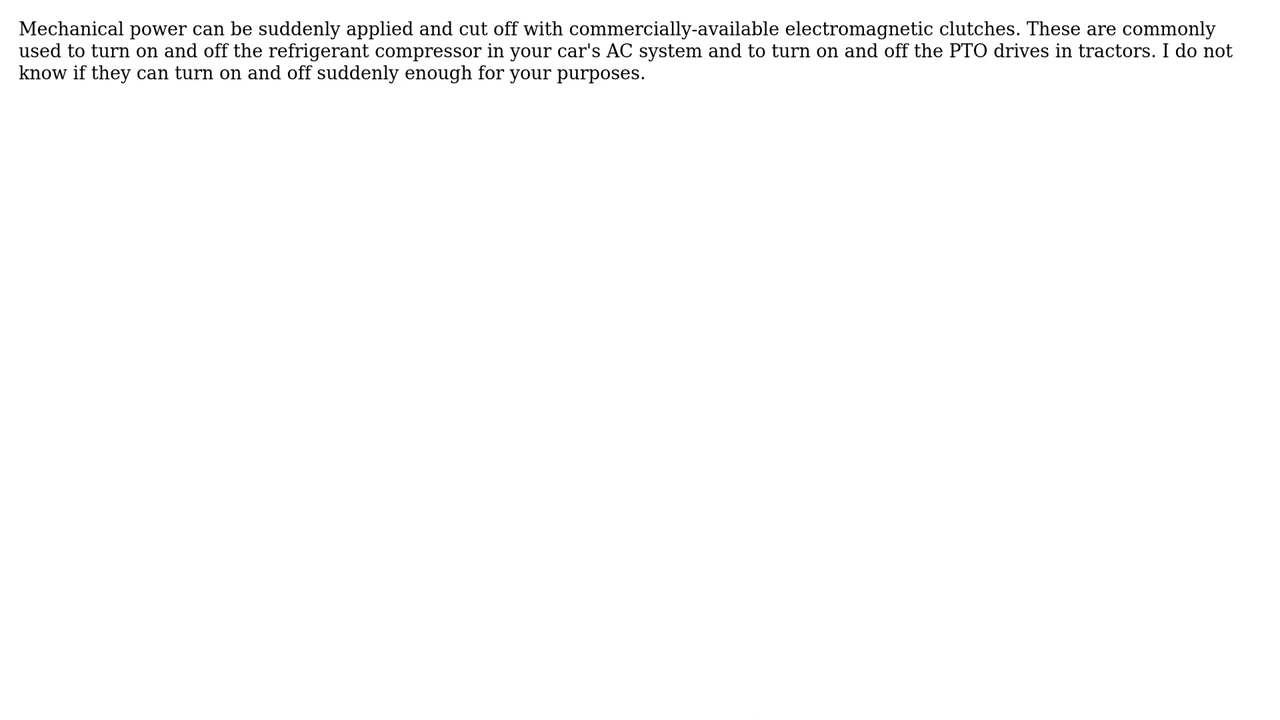 Mechanical power can be suddenly applied and cut off with commercially-available electromagnetic clutches. These are commonly
used to turn on and off the refrigerant compressor in your car's AC system and to turn on and off the PTO drives in tractors. I do not
know if they can turn on and off suddenly enough for your purposes.